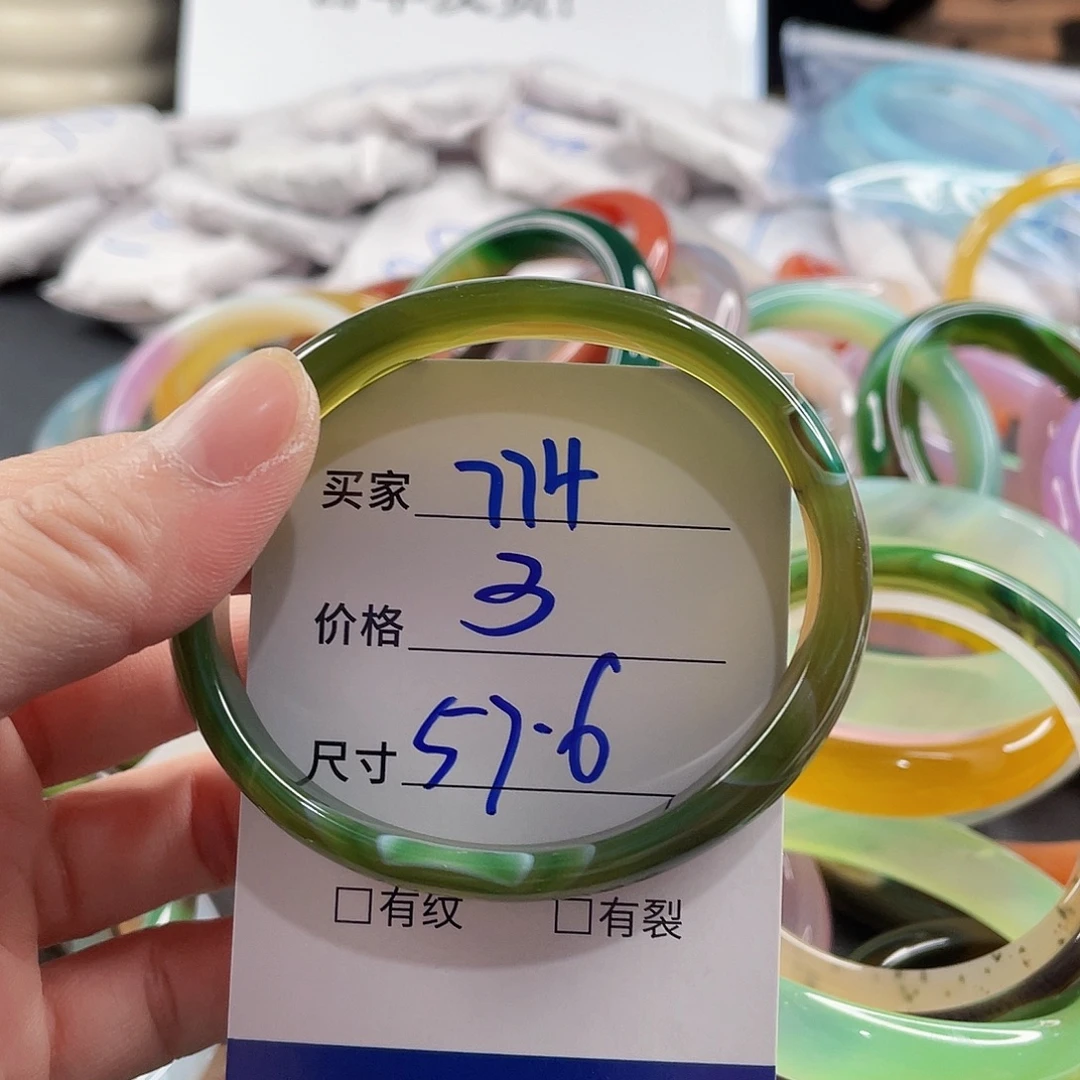 买家 774
价格 3
尺寸 57.6
□有纹 □有裂